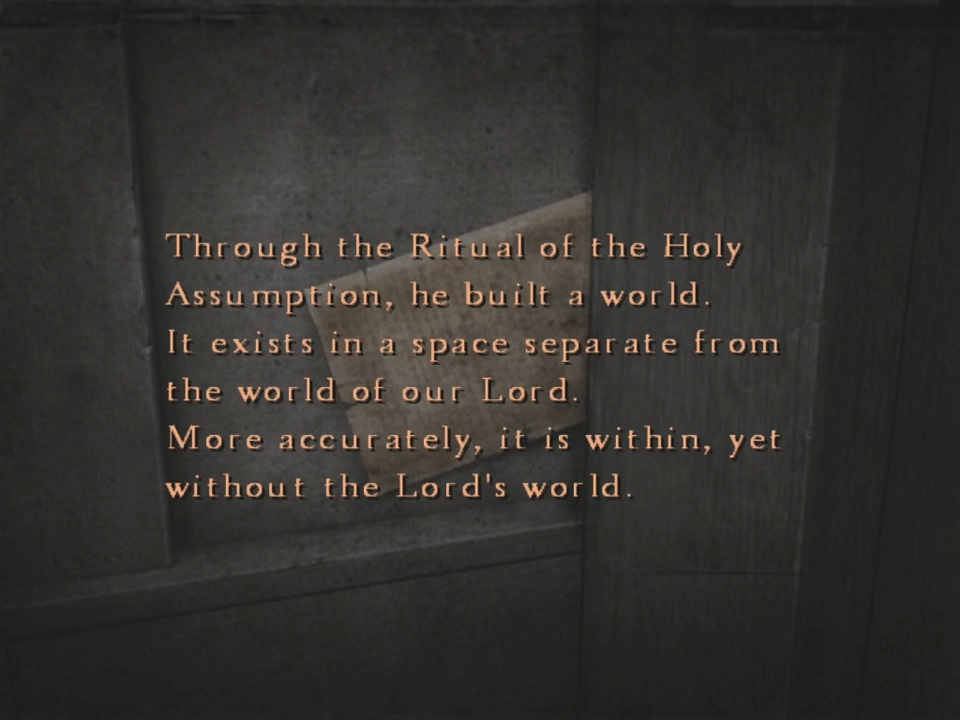 Through the Ritual of the Holy
Assumption, he built a world.
It exists in a space separate from
the world of our Lord.
More accurately, it is within, yet
without the Lord's world.